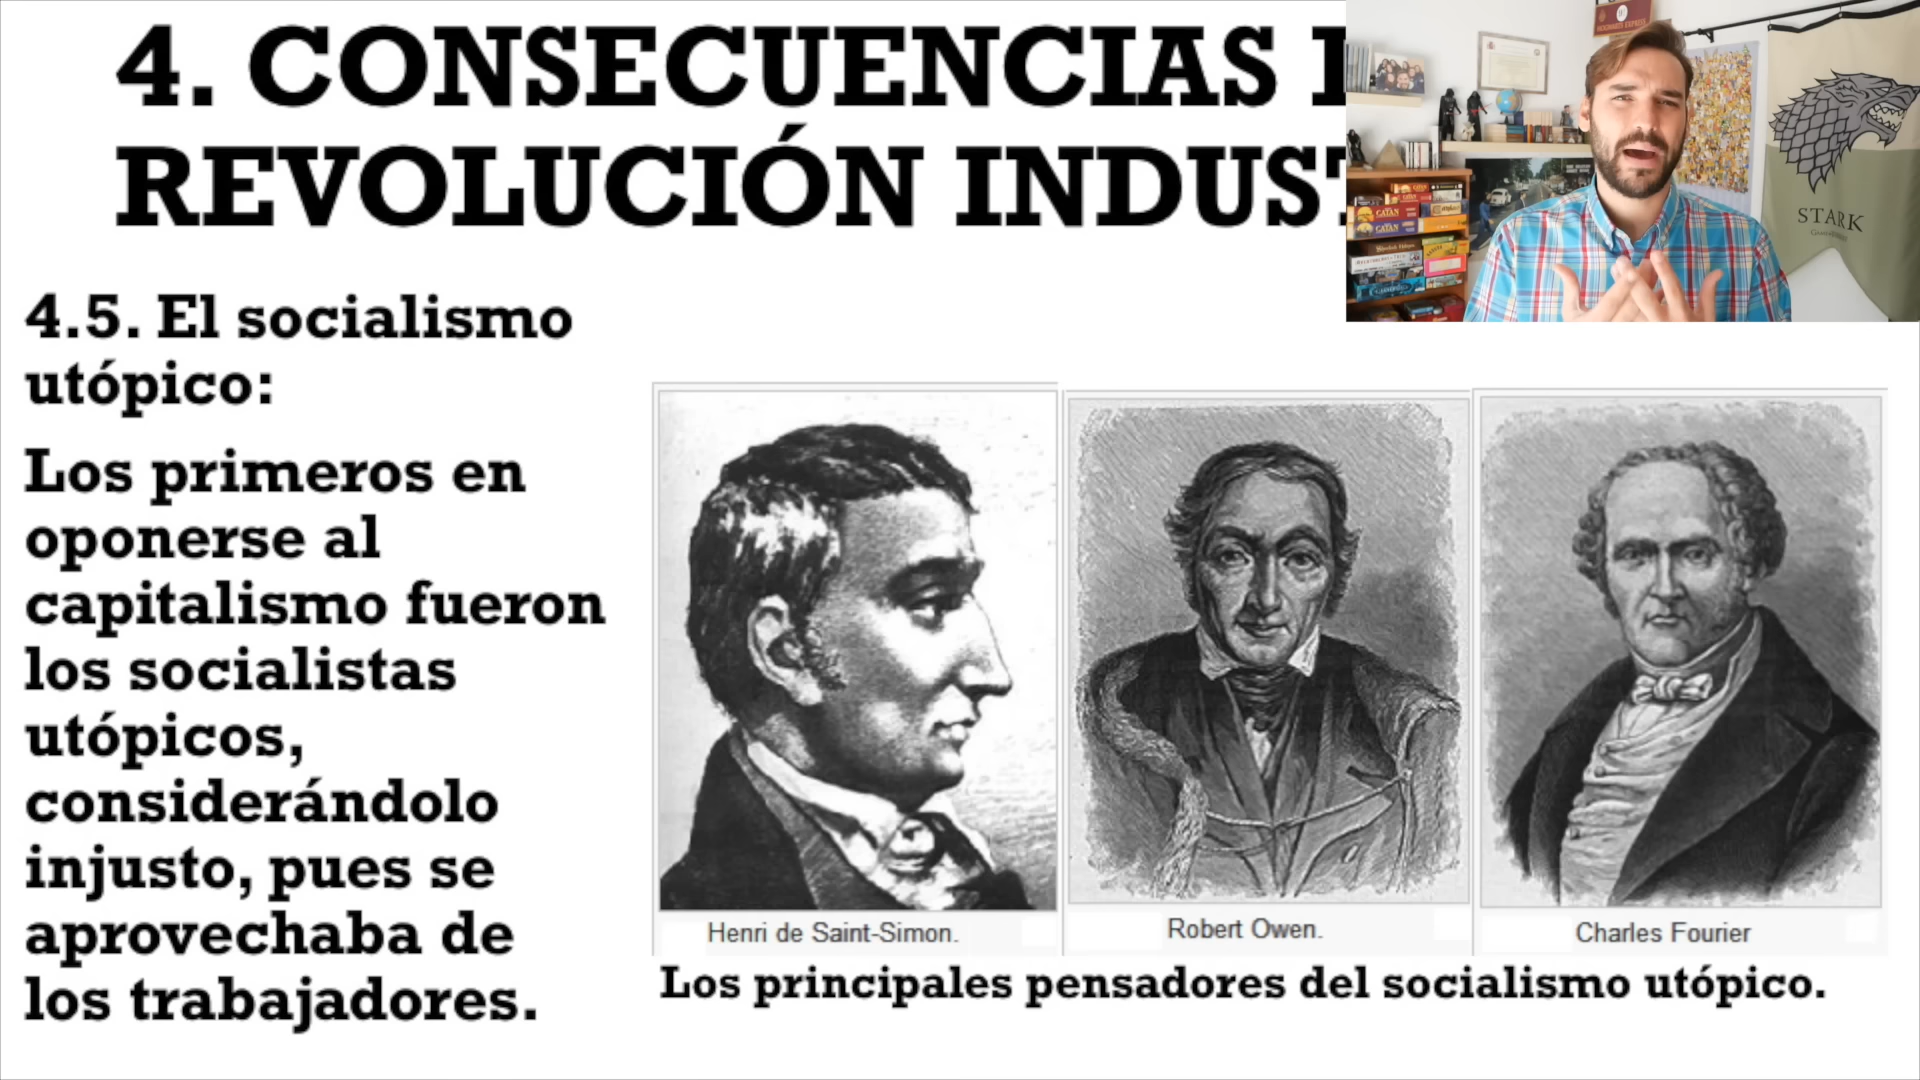 4. CONSECUENCIAS
REVOLUCIÓN INDUST
4.5. El socialismo
utópico:
Los primeros en
oponerse al
capitalismo fueron
los socialistas
utópicos,
considerándolo
injusto, pues se
aprovechaba de
los trabajadores.
Henri de Saint-Simon.
Robert Owen.
Charles Fourier
Los principales pensadores del socialismo utópico.
STARK
CATAN
CATAN